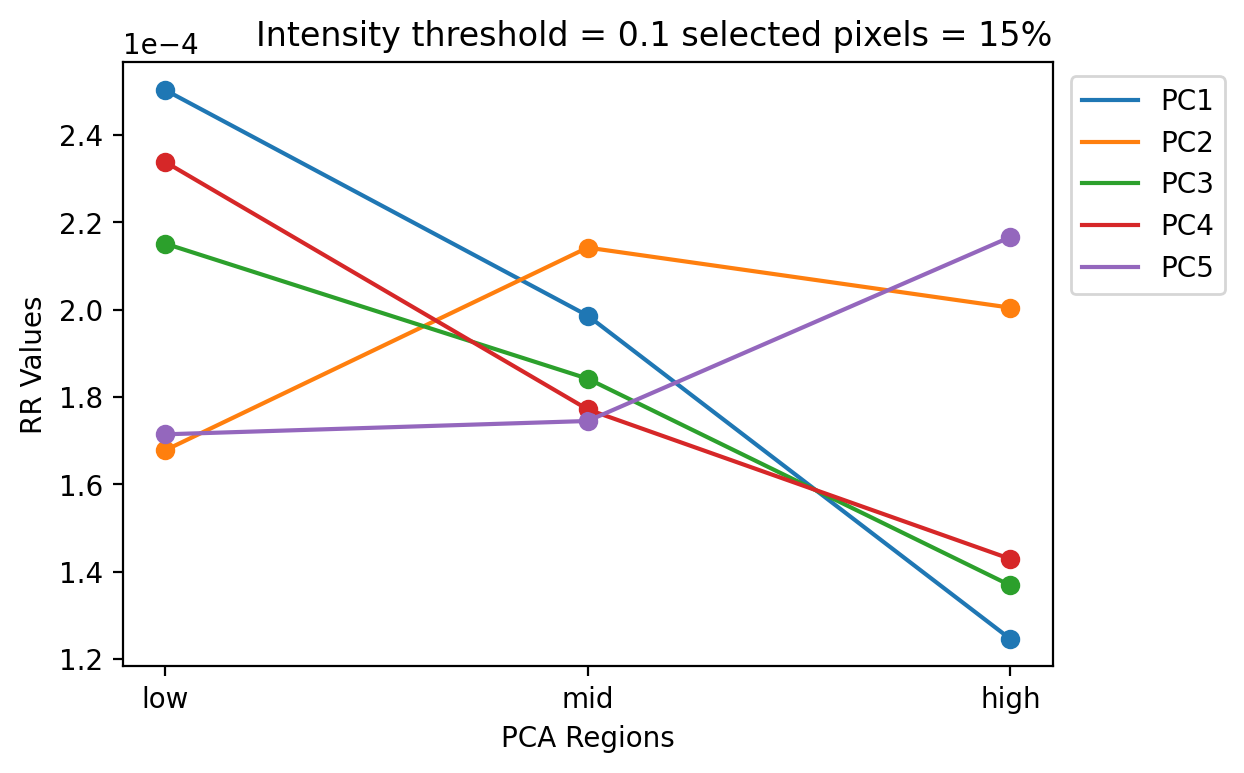 Intensity threshold = 0.1 selected pixels = 15%
1e−4
2.4
2.2
2.0
1.8
1.6
1.4
1.2
RR Values
low mid high
PCA Regions
PC1
PC2
PC3
PC4
PC5